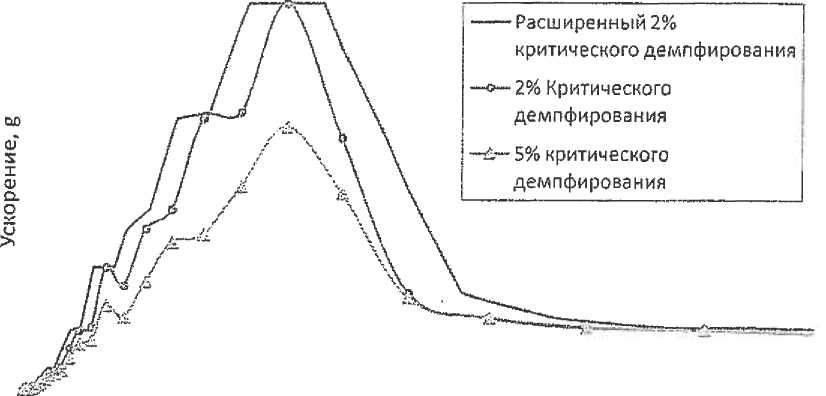 Ускорение, g
Расширенный 2%
критического демпфирования
2% Критического
демпфирования
5% критического
демпфирования